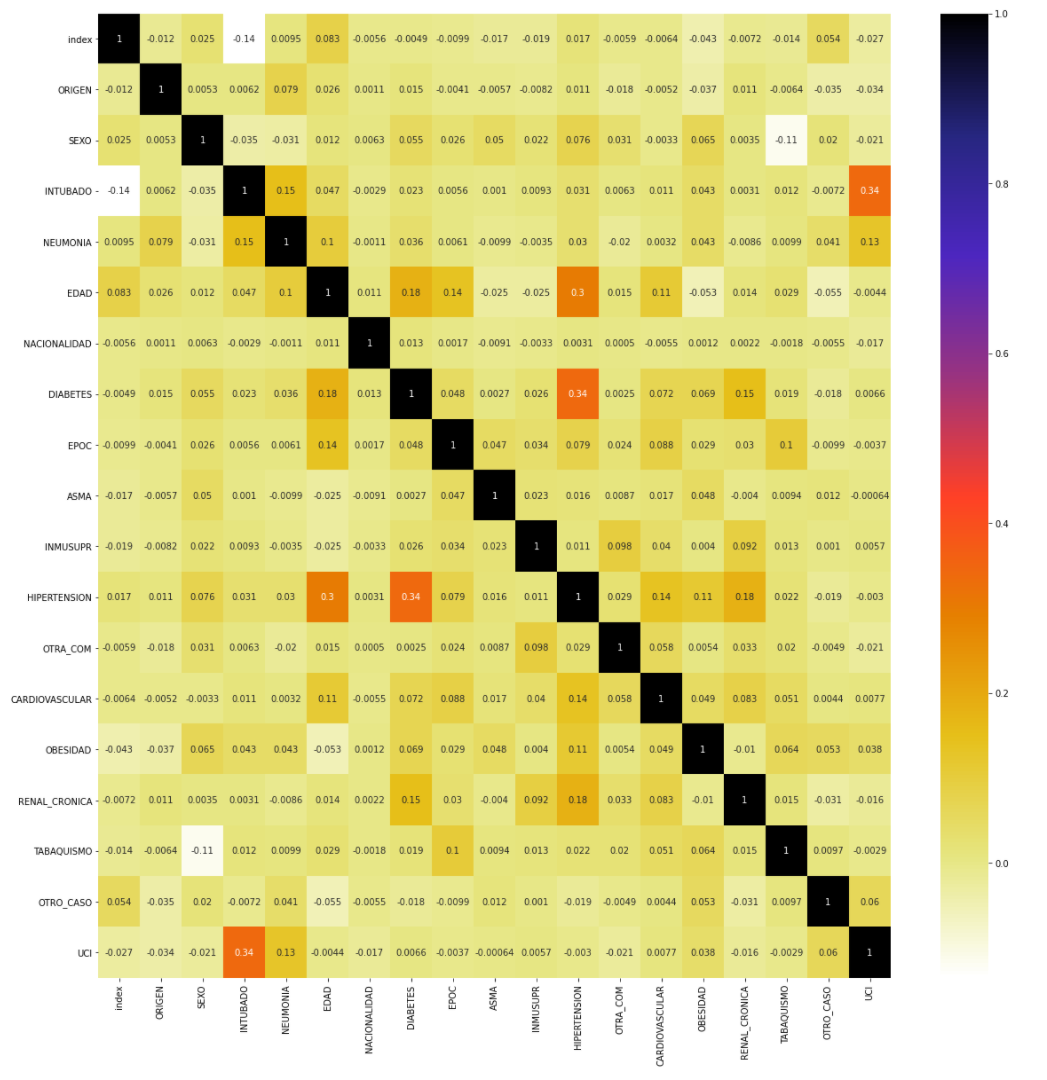 index 1 -0.012 0.025 -0.14 0.0095 0.083 -0.0056 -0.0049 -0.0099 -0.017 -0.019 0.017 -0.0059 -0.0064 -0.043 -0.0072 -0.014 0.054 -0.027
ORIGEN -0.012 1 0.0053 0.0062 0.079 0.026 0.0011 0.015 -0.0041 -0.0057 -0.0082 0.011 -0.018 -0.0052 -0.037 0.011 -0.0064 -0.035 -0.034
SEXO 0.025 0.0053 1 -0.035 -0.031 0.012 0.0063 0.055 0.026 0.05 0.022 0.076 0.031 -0.0033 0.065 0.0035 -0.11 0.02 -0.021
INTUBADO -0.14 0.0062 -0.035 1 0.15 0.047 -0.0029 0.023 0.0056 0.001 0.0093 0.031 0.0063 0.011 0.043 0.0031 0.012 -0.0072 0.34
NEUMONIA 0.0095 0.079 -0.031 0.15 1 0.1 -0.0011 0.036 0.0061 -0.0099 -0.0035 0.03 -0.02 0.0032 0.043 -0.0086 0.0099 0.041 0.13
EDAD 0.083 0.026 0.012 0.047 0.1 1 0.011 0.18 0.14 -0.025 -0.025 0.3 0.015 0.11 -0.053 0.014 0.029 -0.055 -0.0044
NACIONALIDAD -0.0056 0.0011 0.0063 -0.0029 -0.0011 0.011 1 0.013 0.0017 -0.0091 -0.0033 0.0031 0.0005 -0.0055 0.0012 0.0022 -0.0018 -0.0055 -0.017
DIABETES -0.0049 0.015 0.055 0.023 0.036 0.18 0.013 1 0.048 0.0027 0.026 0.34 0.0025 0.072 0.069 0.15 0.019 -0.018 0.0066
EPOC -0.0099 -0.0041 0.026 0.0056 0.0061 0.14 0.0017 0.048 1 0.047 0.034 0.079 0.024 0.088 0.029 0.03 0.1 -0.0099 -0.0037
ASMA -0.017 -0.0057 0.05 0.001 -0.0099 -0.025 -0.0091 0.0027 0.047 1 0.023 0.016 0.0087 0.017 0.048 -0.004 0.0094 0.012 -0.00064
INMUSUPR -0.019 -0.0082 0.022 0.0093 -0.0035 -0.025 -0.0033 0.026 0.034 0.023 1 0.011 0.098 0.04 0.004 0.092 0.013 0.001 0.0057
HIPERTENSION 0.017 0.011 0.076 0.031 0.03 0.3 0.0031 0.34 0.079 0.016 0.011 1 0.029 0.14 0.11 0.18 0.022 -0.019 -0.003
OTRA_COM -0.0059 -0.018 0.031 0.0063 -0.02 0.015 0.0005 0.0025 0.024 0.0087 0.098 0.029 1 0.058 0.0054 0.033 0.02 -0.0049 -0.021
CARDIOVASCULAR -0.0064 -0.0052 -0.0033 0.011 0.0032 0.11 -0.0055 0.072 0.088 0.017 0.04 0.14 0.058 1 0.049 0.083 0.051 0.0044 0.0077
OBESIDAD -0.043 -0.037 0.065 0.043 0.043 -0.053 0.0012 0.069 0.029 0.048 0.004 0.11 0.0054 0.049 1 -0.01 0.064 0.053 0.038
RENAL_CRONICA -0.0072 0.011 0.0035 0.0031 -0.0086 0.014 0.0022 0.15 0.03 -0.004 0.092 0.18 0.033 0.083 -0.01 1 0.015 -0.031 -0.016
TABAQUISMO -0.014 -0.0064 -0.11 0.012 0.0099 0.029 -0.0018 0.019 0.1 0.0094 0.013 0.022 0.02 0.051 0.064 0.015 1 0.0097 -0.0029
OTRO_CASO 0.054 -0.035 0.02 -0.0072 0.041 -0.055 -0.0055 -0.018 -0.0099 0.012 0.001 -0.019 -0.0049 0.0044 0.053 -0.031 0.0097 1 0.06
UCI -0.027 -0.034 -0.021 0.34 0.13 -0.0044 -0.017 0.0066 -0.0037 -0.00064 0.0057 -0.003 -0.021 0.0077 0.038 -0.016 -0.0029 0.06 1
index ORIGEN SEXO INTUBADO NEUMONIA EDAD NACIONALIDAD DIABETES EPOC ASMA INMUSUPR HIPERTENSION OTRA_COM CARDIOVASCULAR OBESIDAD RENAL_CRONICA TABAQUISMO OTRO_CASO UCI
1.0
0.8
0.6
0.4
0.2
0.0